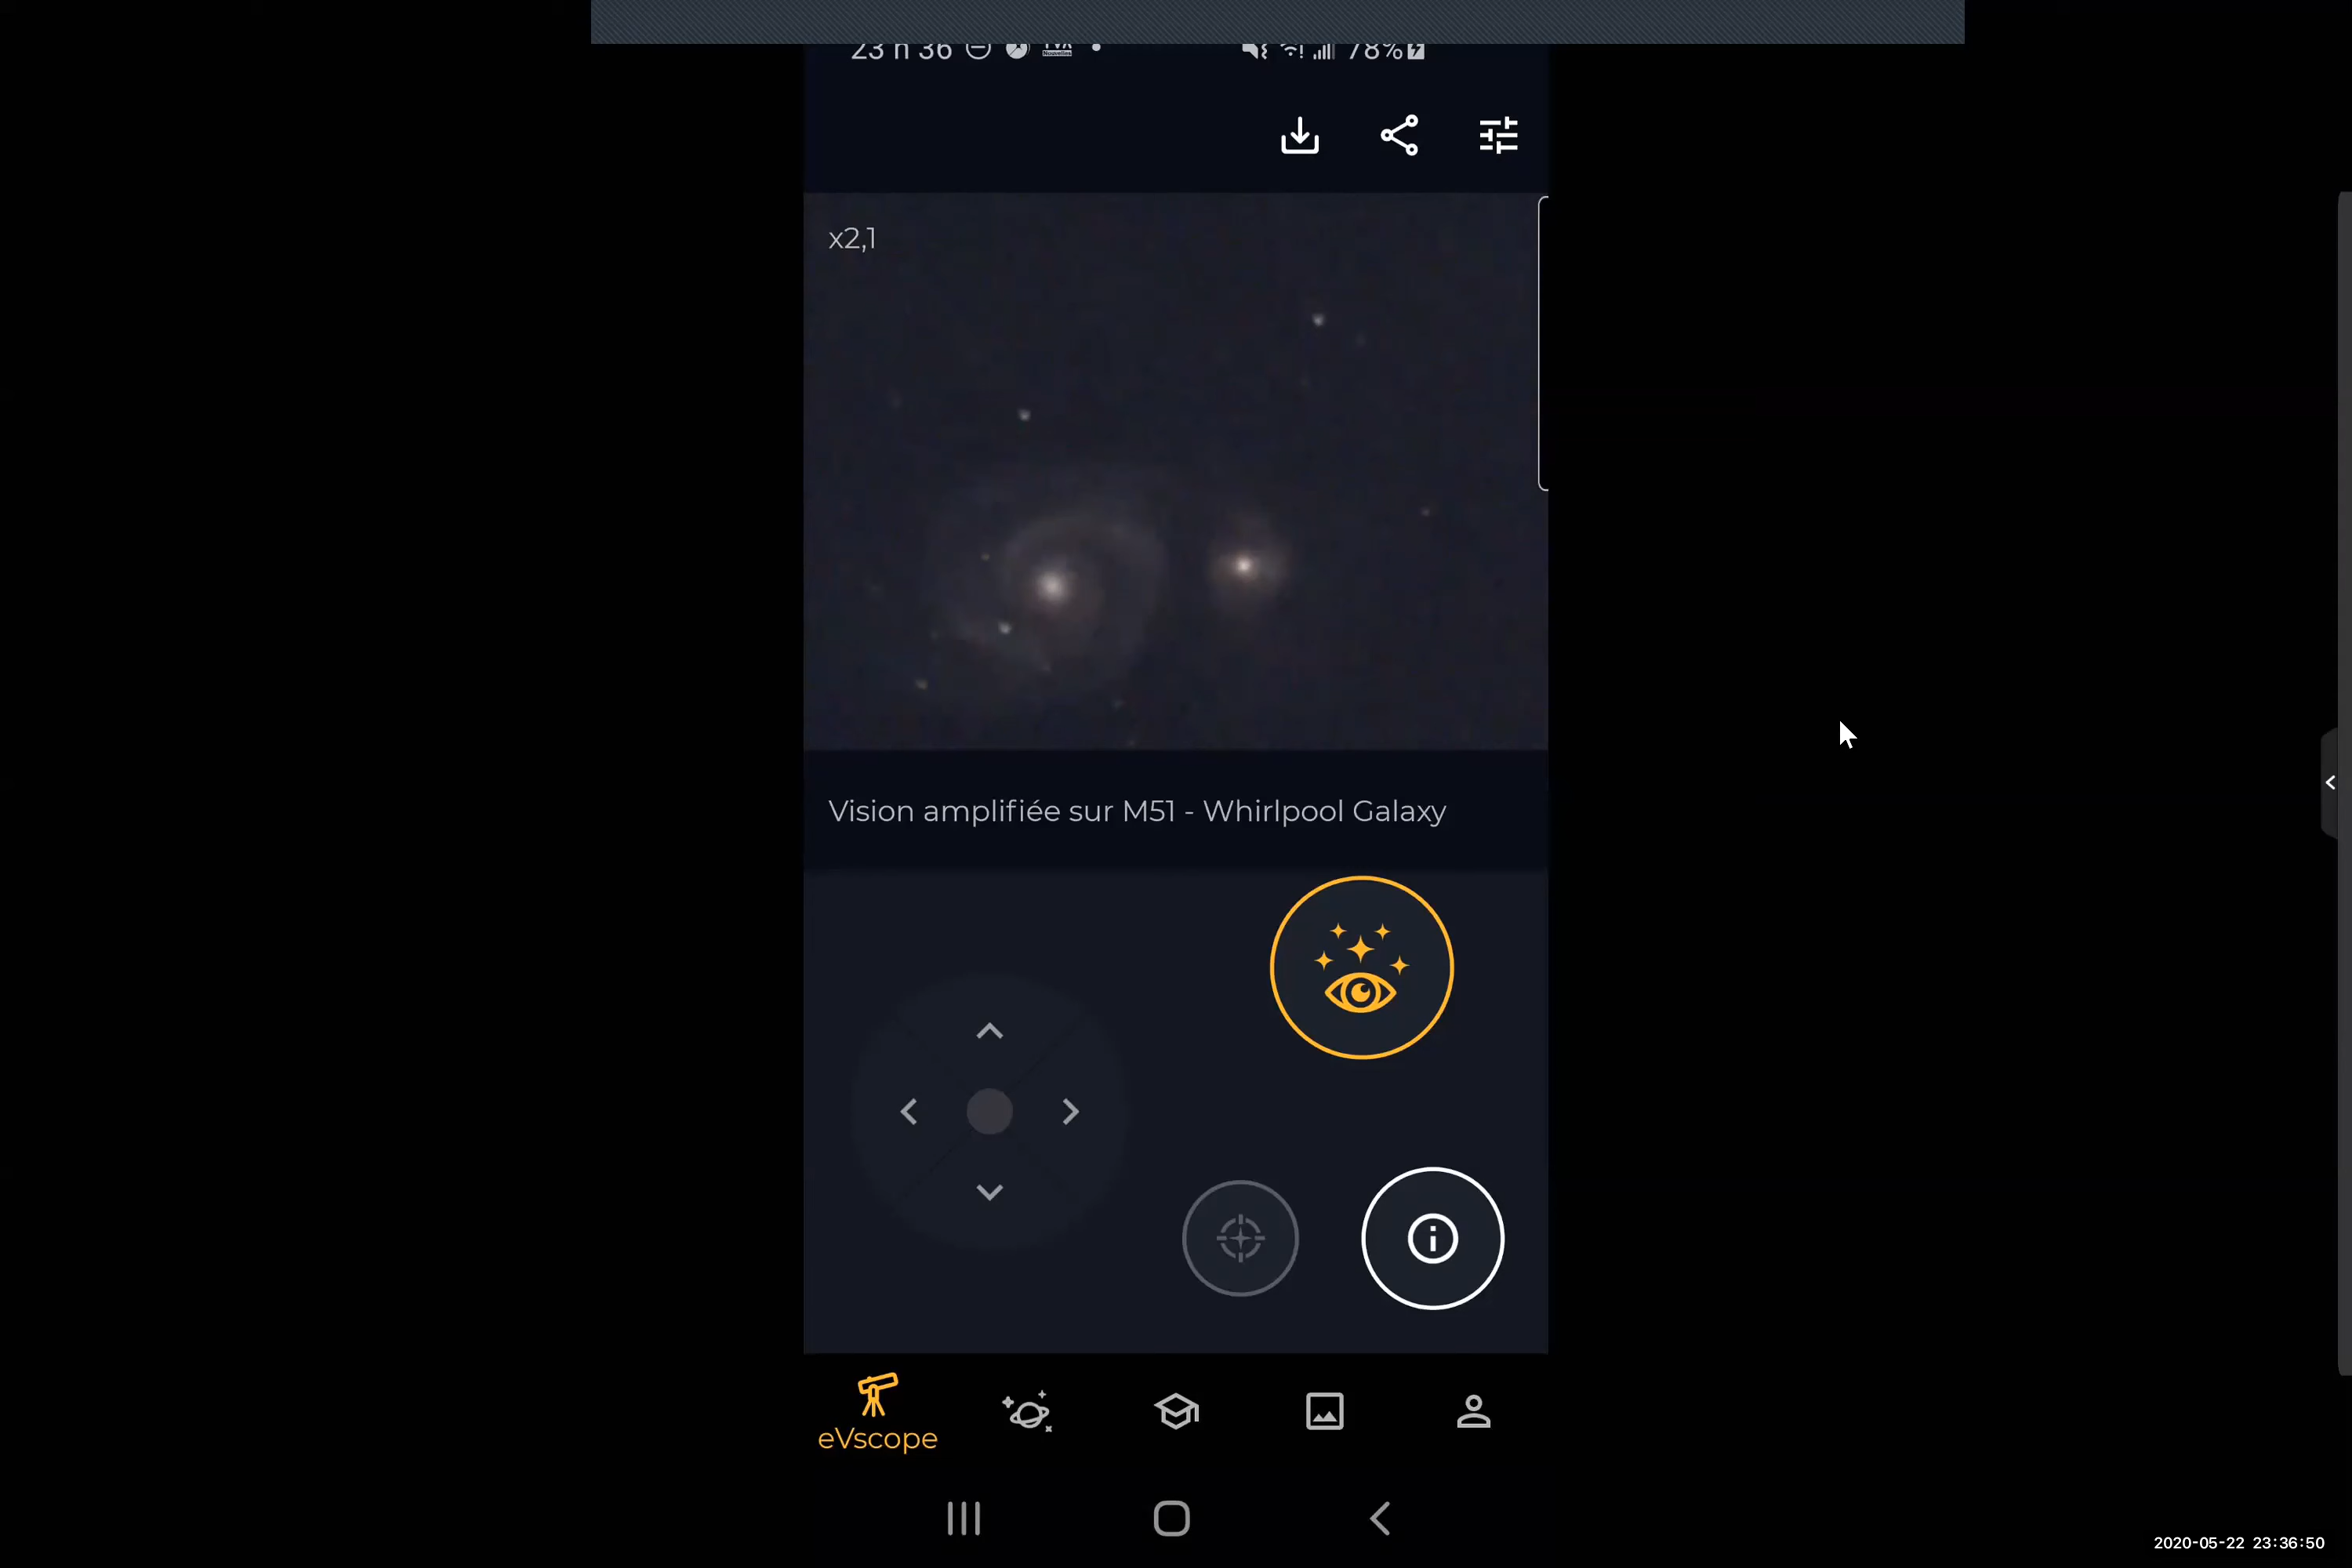 23 h 36
78%
x2,1
Vision amplifiée sur M51 - Whirlpool Galaxy
eVscope
2020-05-22 23:36:50